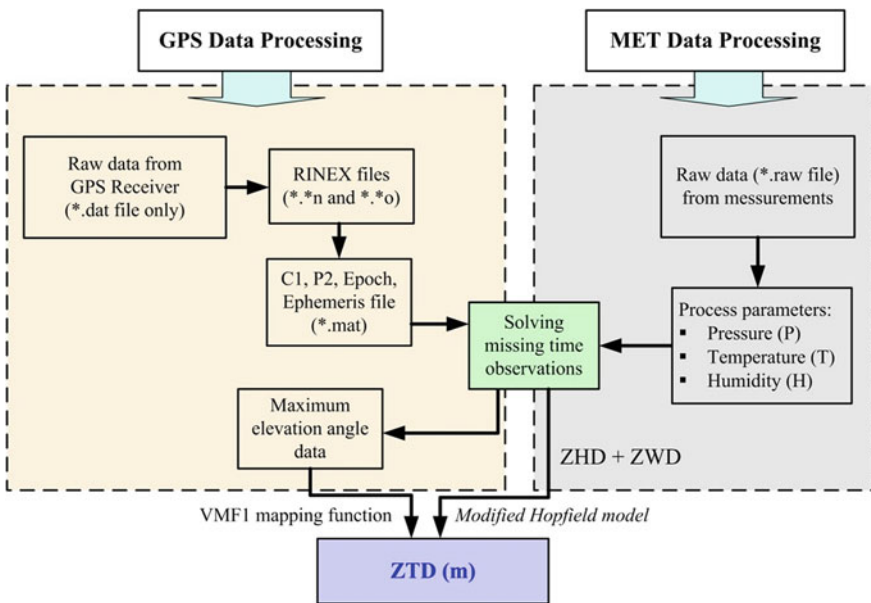 GPS Data Processing
MET Data Processing
Raw data from
GPS Receiver
(*.dat file only)
RINEX files
(*.*n and *.*o)
Raw data (*.raw file)
from messurements
C1, P2, Epoch,
Ephemeris file
(*.mat)
Solving
missing time
observations
Process parameters:
▪ Pressure (P)
▪ Temperature (T)
▪ Humidity (H)
Maximum
elevation angle
data
ZHD + ZWD
VMF1 mapping function
Modified Hopfield model
ZTD (m)